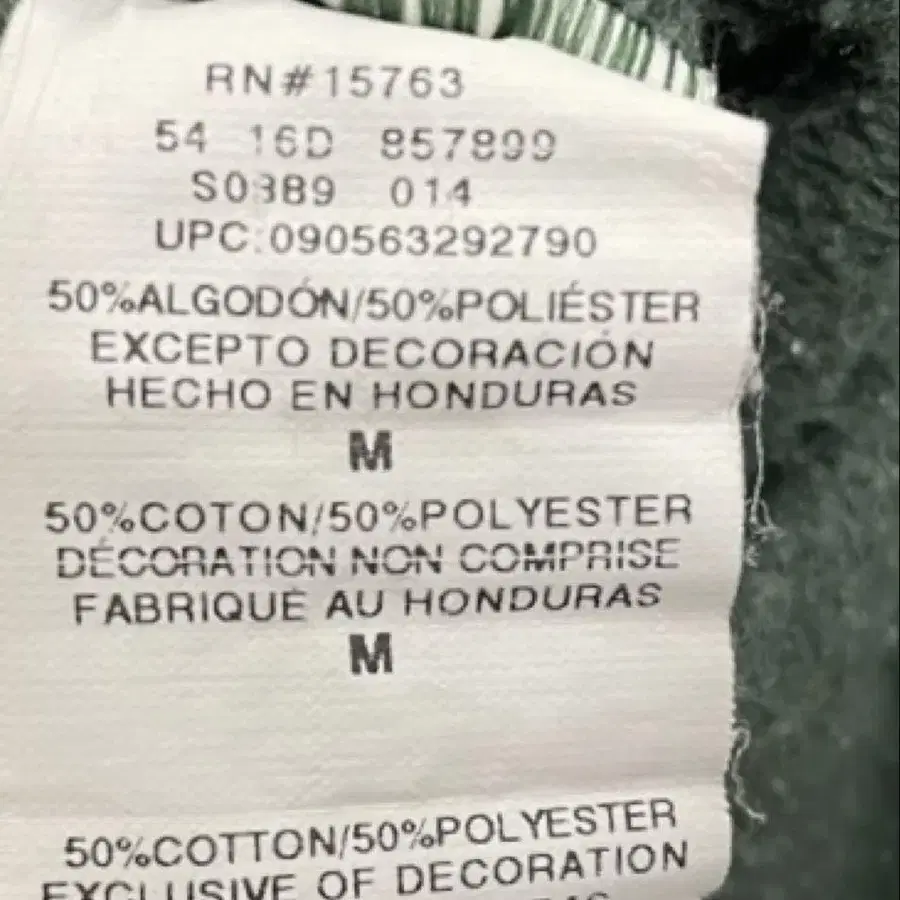 RN#15763
54 16D 857899
S0889 014
UPC:090563292790
50%ALGODÓN/50%POLIÉSTER
EXCEPTO DECORACIÓN
HECHO EN HONDURAS
M
50%COTON/50%POLYESTER
DÉCORATION NON COMPRISE
FABRIQUÉ AU HONDURAS
M
50%COTTON/50%POLYESTER
EXCLUSIVE OF DECORATION